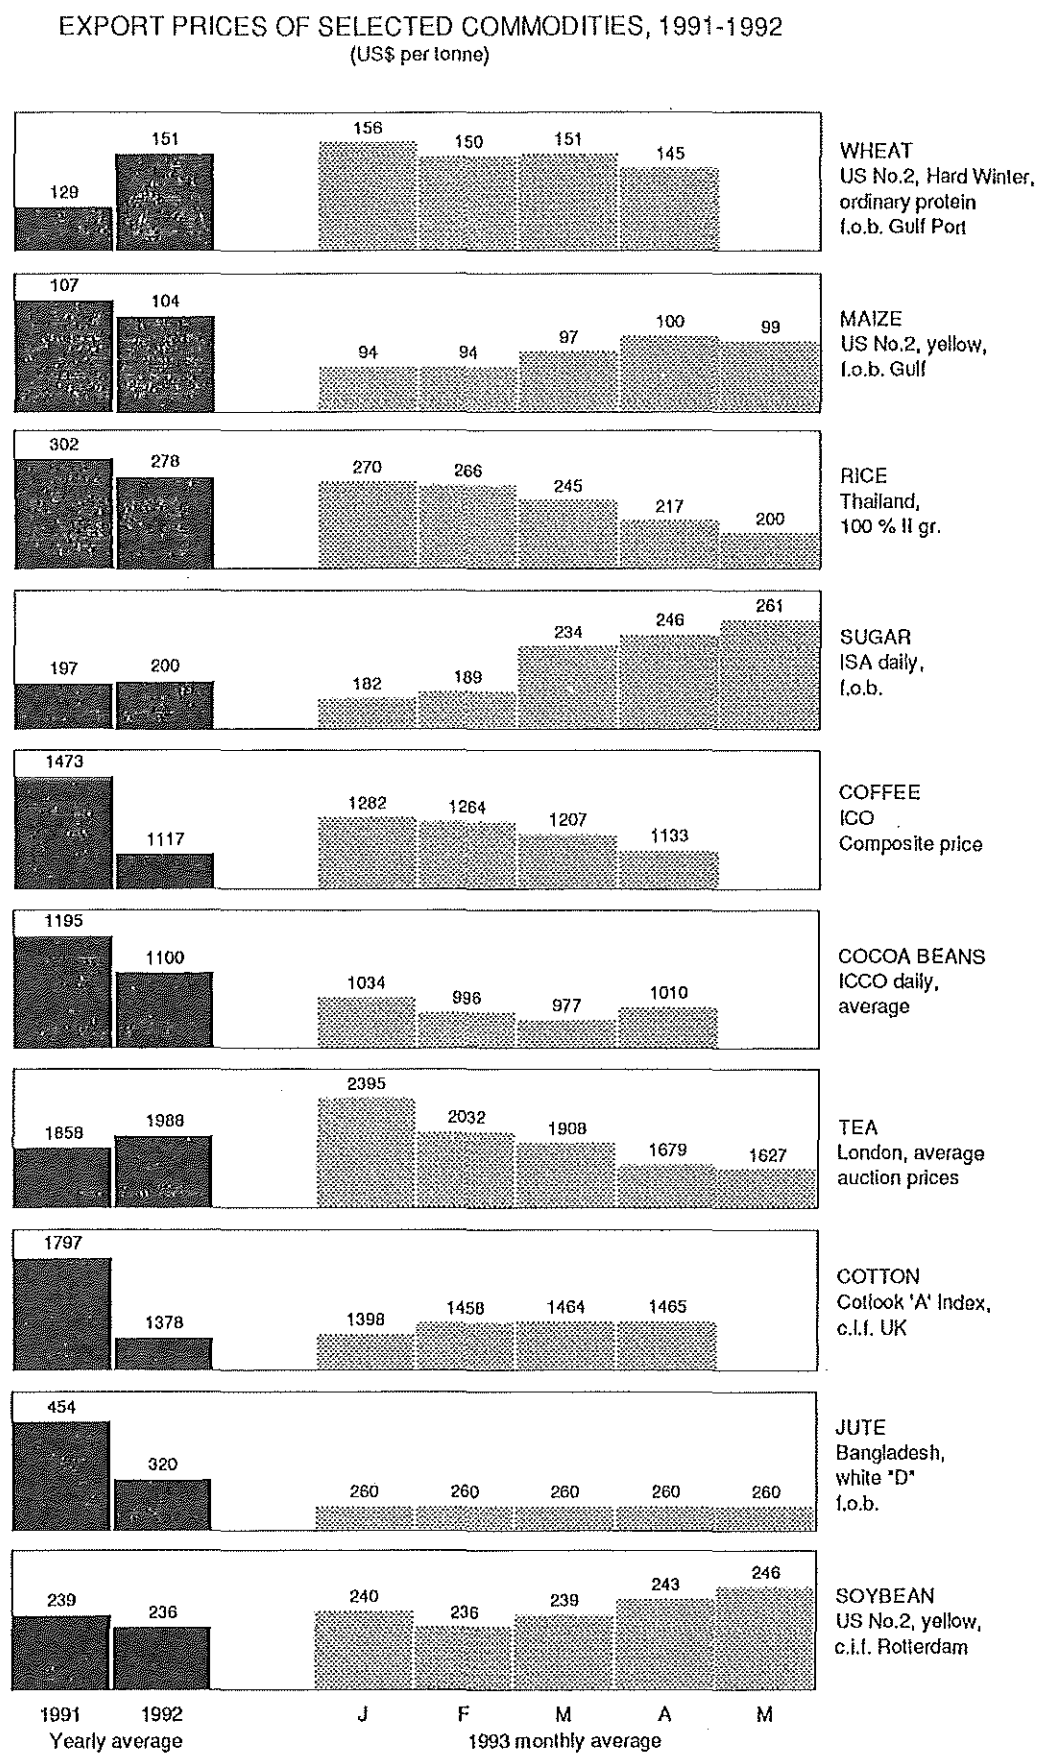 EXPORT PRICES OF SELECTED COMMODITIES, 1991-1992
(US$ per tonne)
129
151
156
150
151
145
WHEAT
US No.2, Hard Winter,
ordinary protein
f.o.b. Gulf Port
107
104
94
94
97
100
99
MAIZE
US No.2, yellow,
f.o.b. Gulf
302
278
270
266
245
217
200
RICE
Thailand,
100 % II gr.
197
200
182
189
234
246
261
SUGAR
ISA daily,
f.o.b.
1473
1117
1282
1264
1207
1133
COFFEE
ICO
Composite price
1195
1100
1034
996
977
1010
COCOA BEANS
ICCO daily,
average
1858
1988
2395
2032
1908
1679
1627
TEA
London, average
auction prices
1797
1378
1398
1458
1464
1465
COTTON
Cotlook 'A' Index,
c.i.f. UK
454
320
260
260
260
260
260
JUTE
Bangladesh,
white "D"
f.o.b.
239
236
240
236
239
243
246
SOYBEAN
US No.2, yellow,
c.i.f. Rotterdam
1991 1992 J F M A M
Yearly average 1993 monthly average